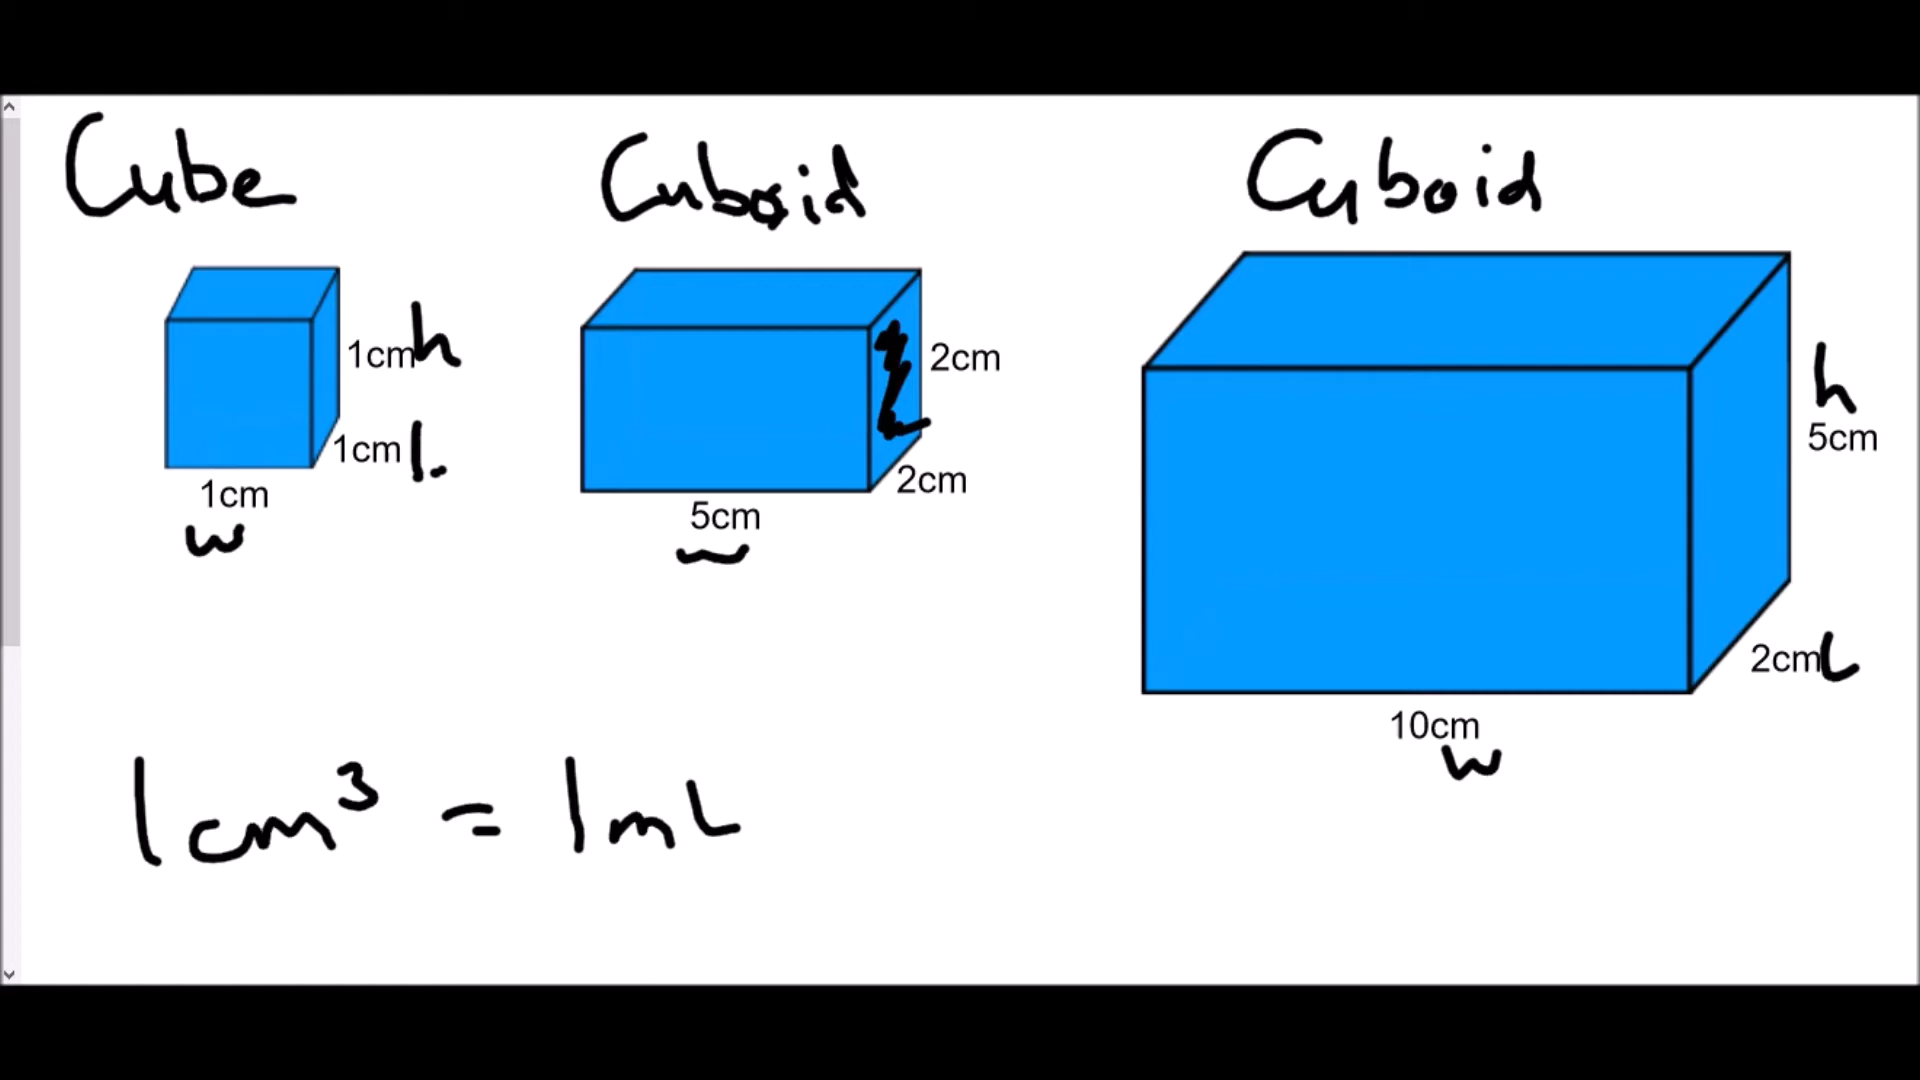 Cube
Cuboid
Cuboid
1cm h
1cm l.
1cm
w
2cm
2cm
5cm
h
5cm
2cm L
10cm
w
1cm³ = 1mL